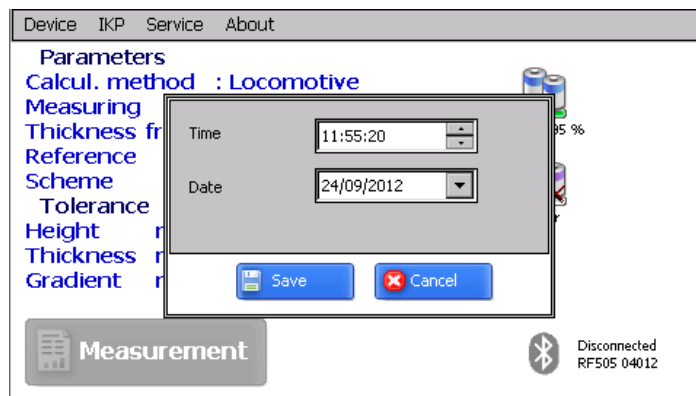 Device IKP Service About
Parameters
Calcul. method : Locomotive
Measuring
Thickness fr
Reference
Scheme
Tolerance
Height
Thickness
Gradient
Time 11:55:20
Date 24/09/2012
Save Cancel
5 %
Measurement
Disconnected
RF505 04012